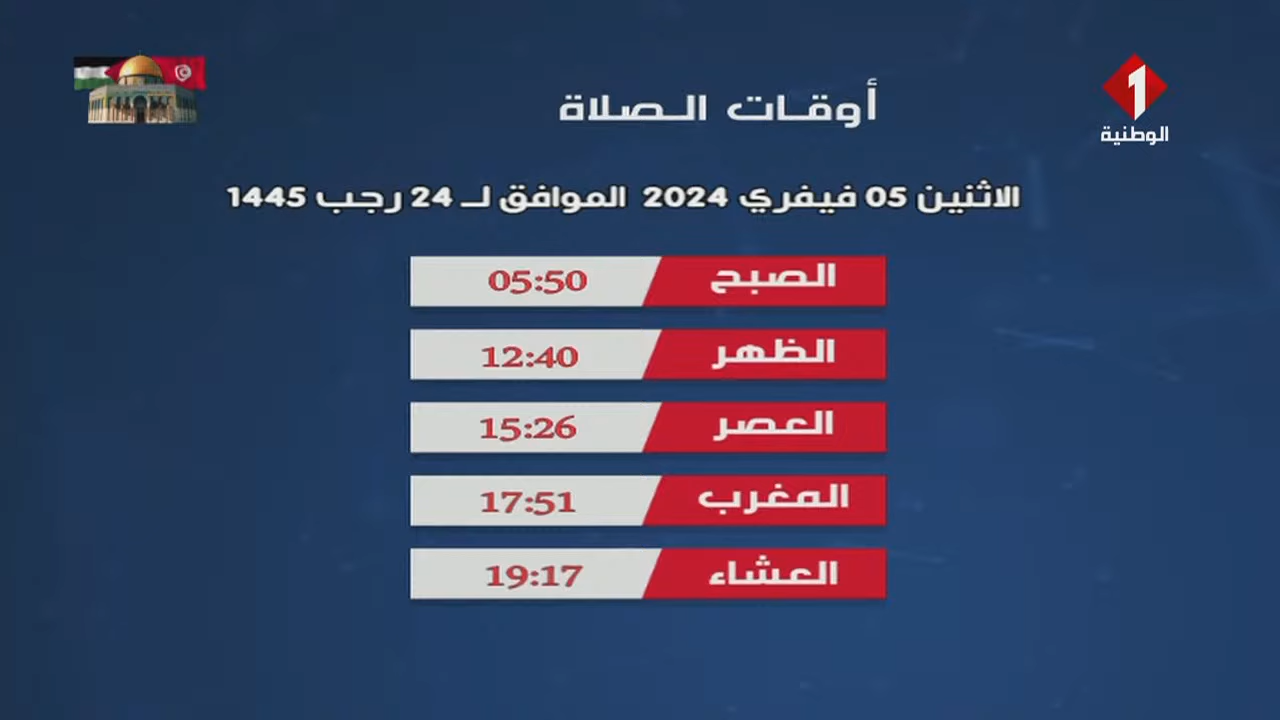 1
الوطنية
أوقات الصلاة
الاثنين 05 فيفري 2024 الموافق لـ 24 رجب 1445
الصبح 05:50
الظهر 12:40
العصر 15:26
المغرب 17:51
العشاء 19:17